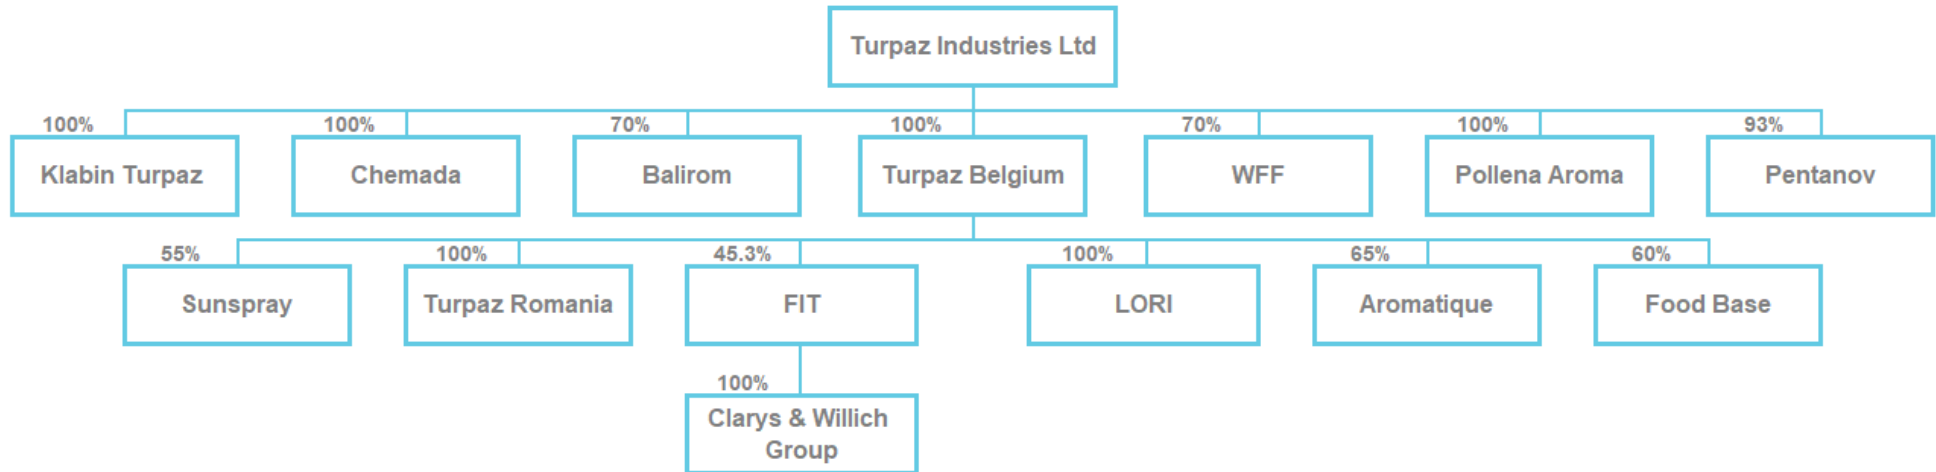 Turpaz Industries Ltd
100% 100% 70% 100% 70% 100% 93%
Klabin Turpaz Chemada Balirom Turpaz Belgium WFF Pollena Aroma Pentanov
55% 100% 45.3% 100% 65% 60%
Sunspray Turpaz Romania FIT LORI Aromatique Food Base
100%
Clarys & Willich
Group